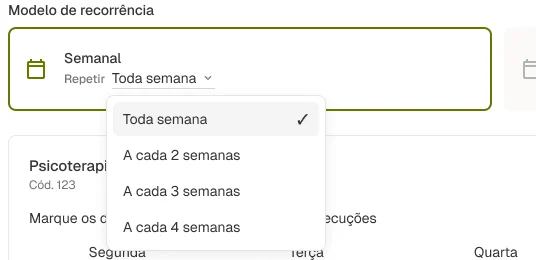 Modelo de recorrência
Semanal
Repetir Toda semana
Toda semana
A cada 2 semanas
A cada 3 semanas
A cada 4 semanas
Psicoterapi
Cód. 123
Marque os d
ecuções
Segunda Terça Quarta